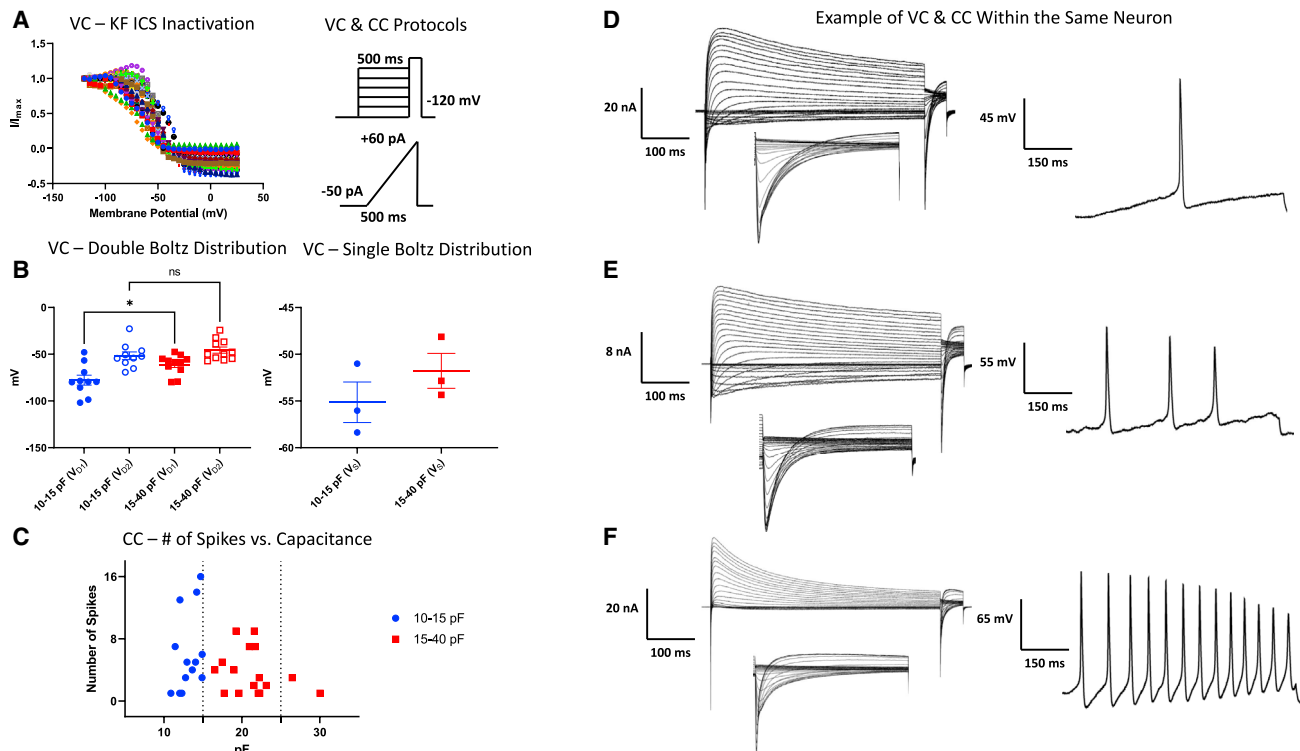 A
VC – KF ICS Inactivation
I/Imax
1.5
1.0
0.5
0.0
-0.5
-150
-100
-50
0
50
Membrane Potential (mV)
VC & CC Protocols
500 ms
-120 mV
+60 pA
-50 pA
500 ms
B
VC – Double Boltz Distribution
ns
*
mV
0
-50
-100
-150
10-15 pF (VD1)
10-15 pF (VD2)
15-40 pF (VD1)
15-40 pF (VD2)
VC – Single Boltz Distribution
mV
-45
-50
-55
-60
10-15 pF (VS)
15-40 pF (VS)
C
CC – # of Spikes vs. Capacitance
Number of Spikes
16
8
0
10
20
30
pF
10-15 pF
15-40 pF
D
Example of VC & CC Within the Same Neuron
20 nA
100 ms
45 mV
150 ms
E
8 nA
100 ms
55 mV
150 ms
F
20 nA
100 ms
65 mV
150 ms